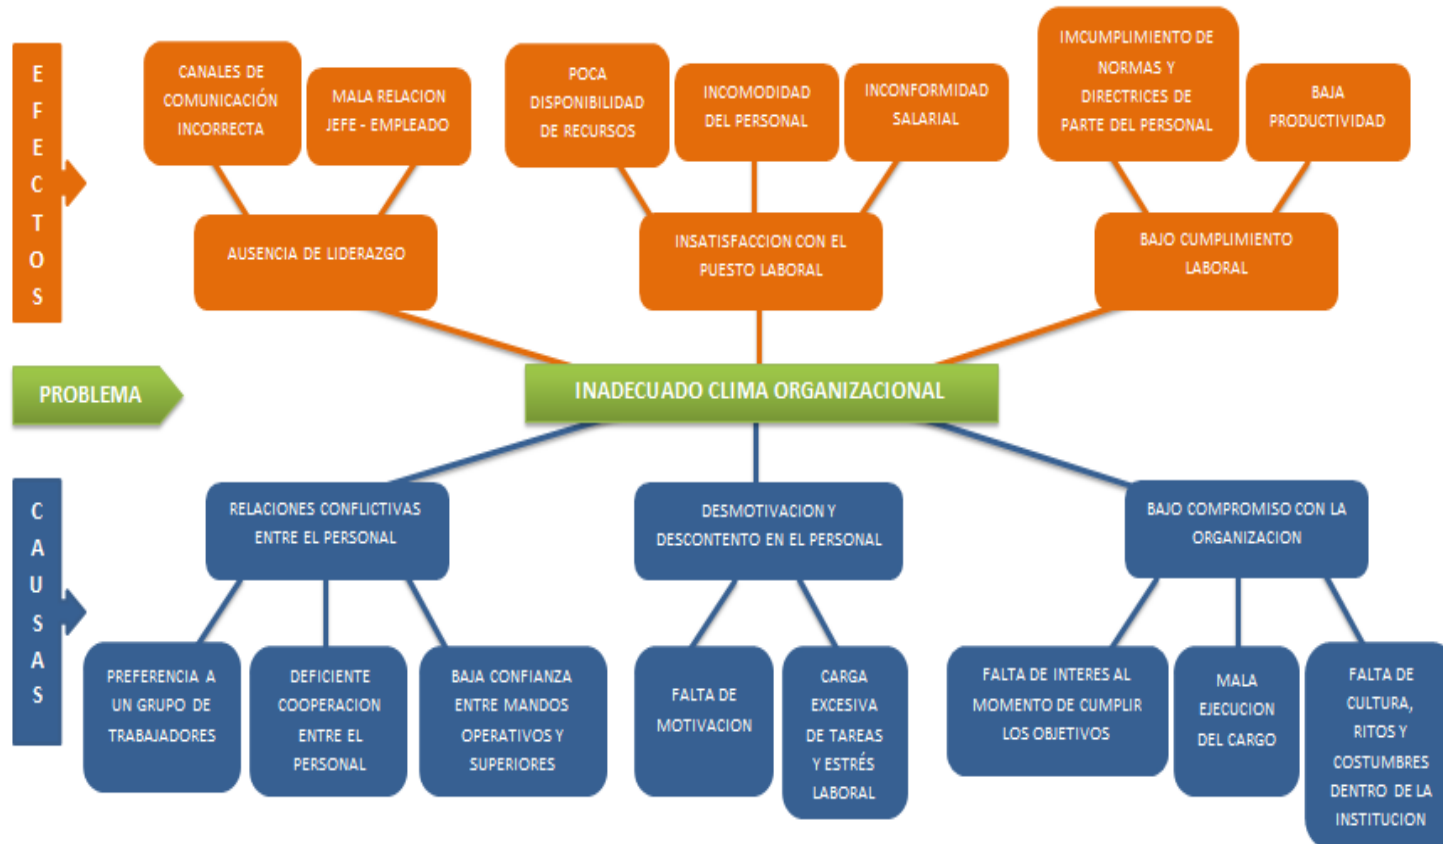 EFECTOS
CANALES DE
COMUNICACIÓN
INCORRECTA
MALA RELACION
JEFE - EMPLEADO
POCA
DISPONIBILIDAD
DE RECURSOS
INCOMODIDAD
DEL PERSONAL
INCONFORMIDAD
SALARIAL
IMCUMPLIMIENTO DE
NORMAS Y
DIRECTRICES DE
PARTE DEL PERSONAL
BAJA
PRODUCTIVIDAD
AUSENCIA DE LIDERAZGO
INSATISFACCION CON EL
PUESTO LABORAL
BAJO CUMPLIMIENTO
LABORAL
PROBLEMA
INADECUADO CLIMA ORGANIZACIONAL
CAUSAS
RELACIONES CONFLICTIVAS
ENTRE EL PERSONAL
DESMOTIVACION Y
DESCONTENTO EN EL PERSONAL
BAJO COMPROMISO CON LA
ORGANIZACION
PREFERENCIA A
UN GRUPO DE
TRABAJADORES
DEFICIENTE
COOPERACION
ENTRE EL
PERSONAL
BAJA CONFIANZA
ENTRE MANDOS
OPERATIVOS Y
SUPERIORES
FALTA DE
MOTIVACION
CARGA
EXCESIVA
DE TAREAS
Y ESTRÉS
LABORAL
FALTA DE INTERES AL
MOMENTO DE CUMPLIR
LOS OBJETIVOS
MALA
EJECUCION
DEL CARGO
FALTA DE
CULTURA,
RITOS Y
COSTUMBRES
DENTRO DE LA
INSTITUCION